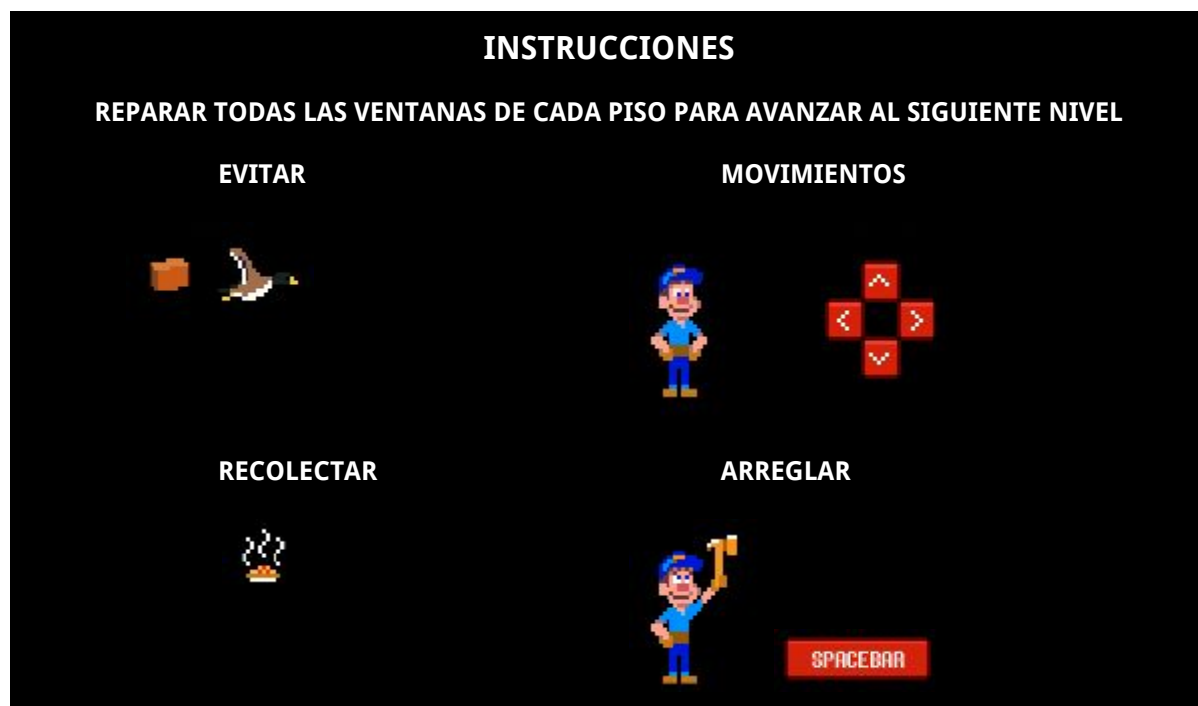 INSTRUCCIONES
REPARAR TODAS LAS VENTANAS DE CADA PISO PARA AVANZAR AL SIGUIENTE NIVEL
EVITAR
MOVIMIENTOS
RECOLECTAR
ARREGLAR
SPACEBAR